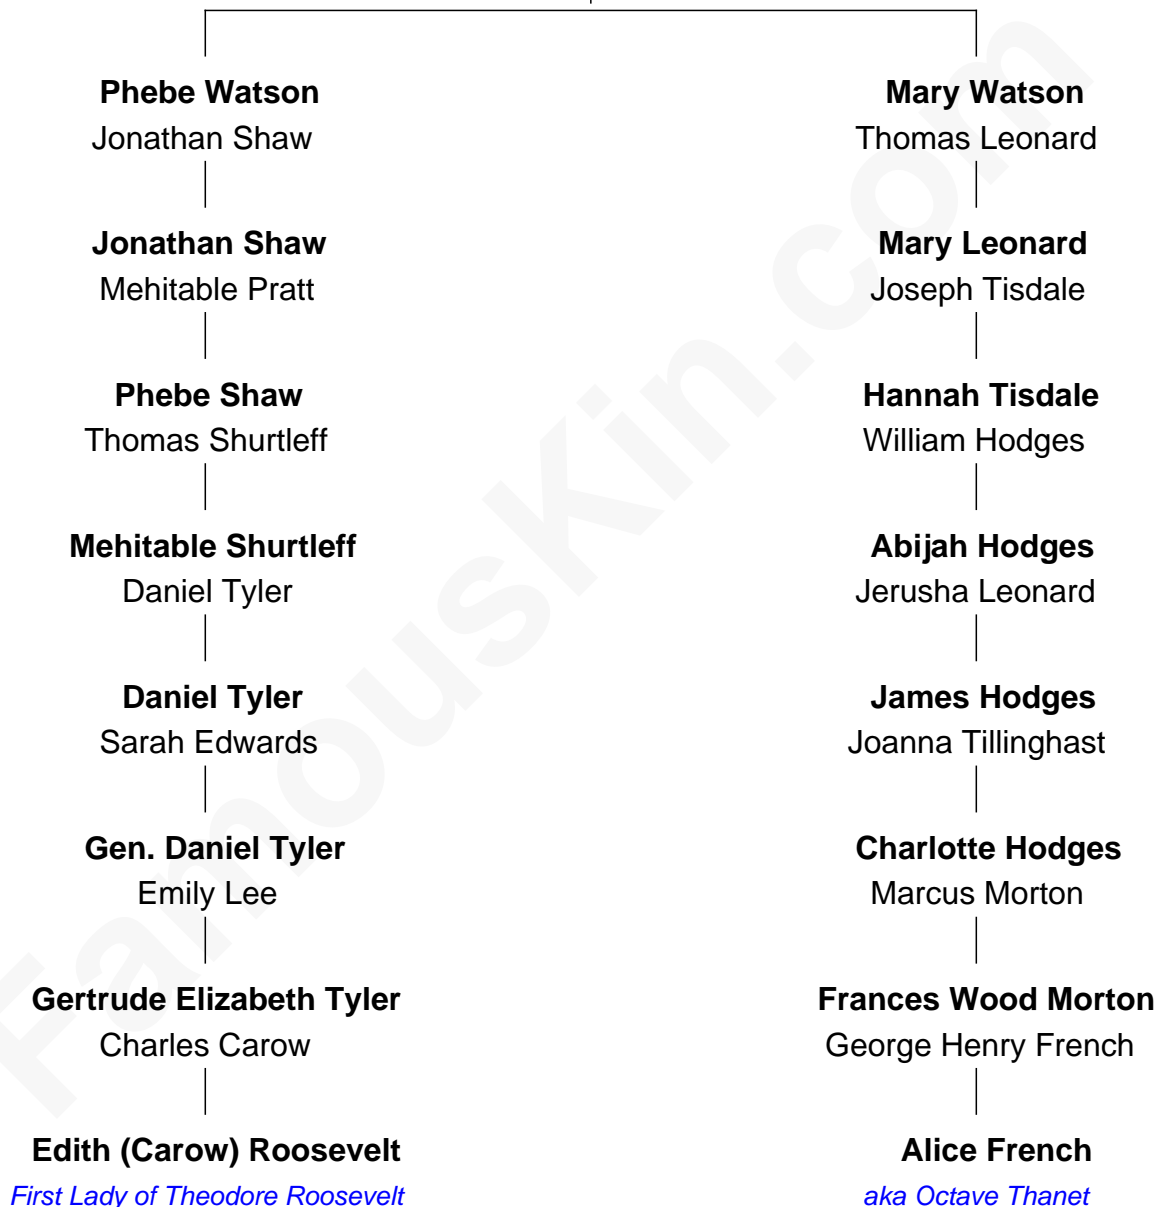 Phebe Watson
Jonathan Shaw
Mary Watson
Thomas Leonard
Jonathan Shaw
Mehitable Pratt
Mary Leonard
Joseph Tisdale
Phebe Shaw
Thomas Shurtleff
Hannah Tisdale
William Hodges
Mehitable Shurtleff
Daniel Tyler
Abijah Hodges
Jerusha Leonard
Daniel Tyler
Sarah Edwards
James Hodges
Joanna Tillinghast
Gen. Daniel Tyler
Emily Lee
Charlotte Hodges
Marcus Morton
Gertrude Elizabeth Tyler
Charles Carow
Frances Wood Morton
George Henry French
Edith (Carow) Roosevelt
First Lady of Theodore Roosevelt
Alice French
aka Octave Thanet
FamousKin.com